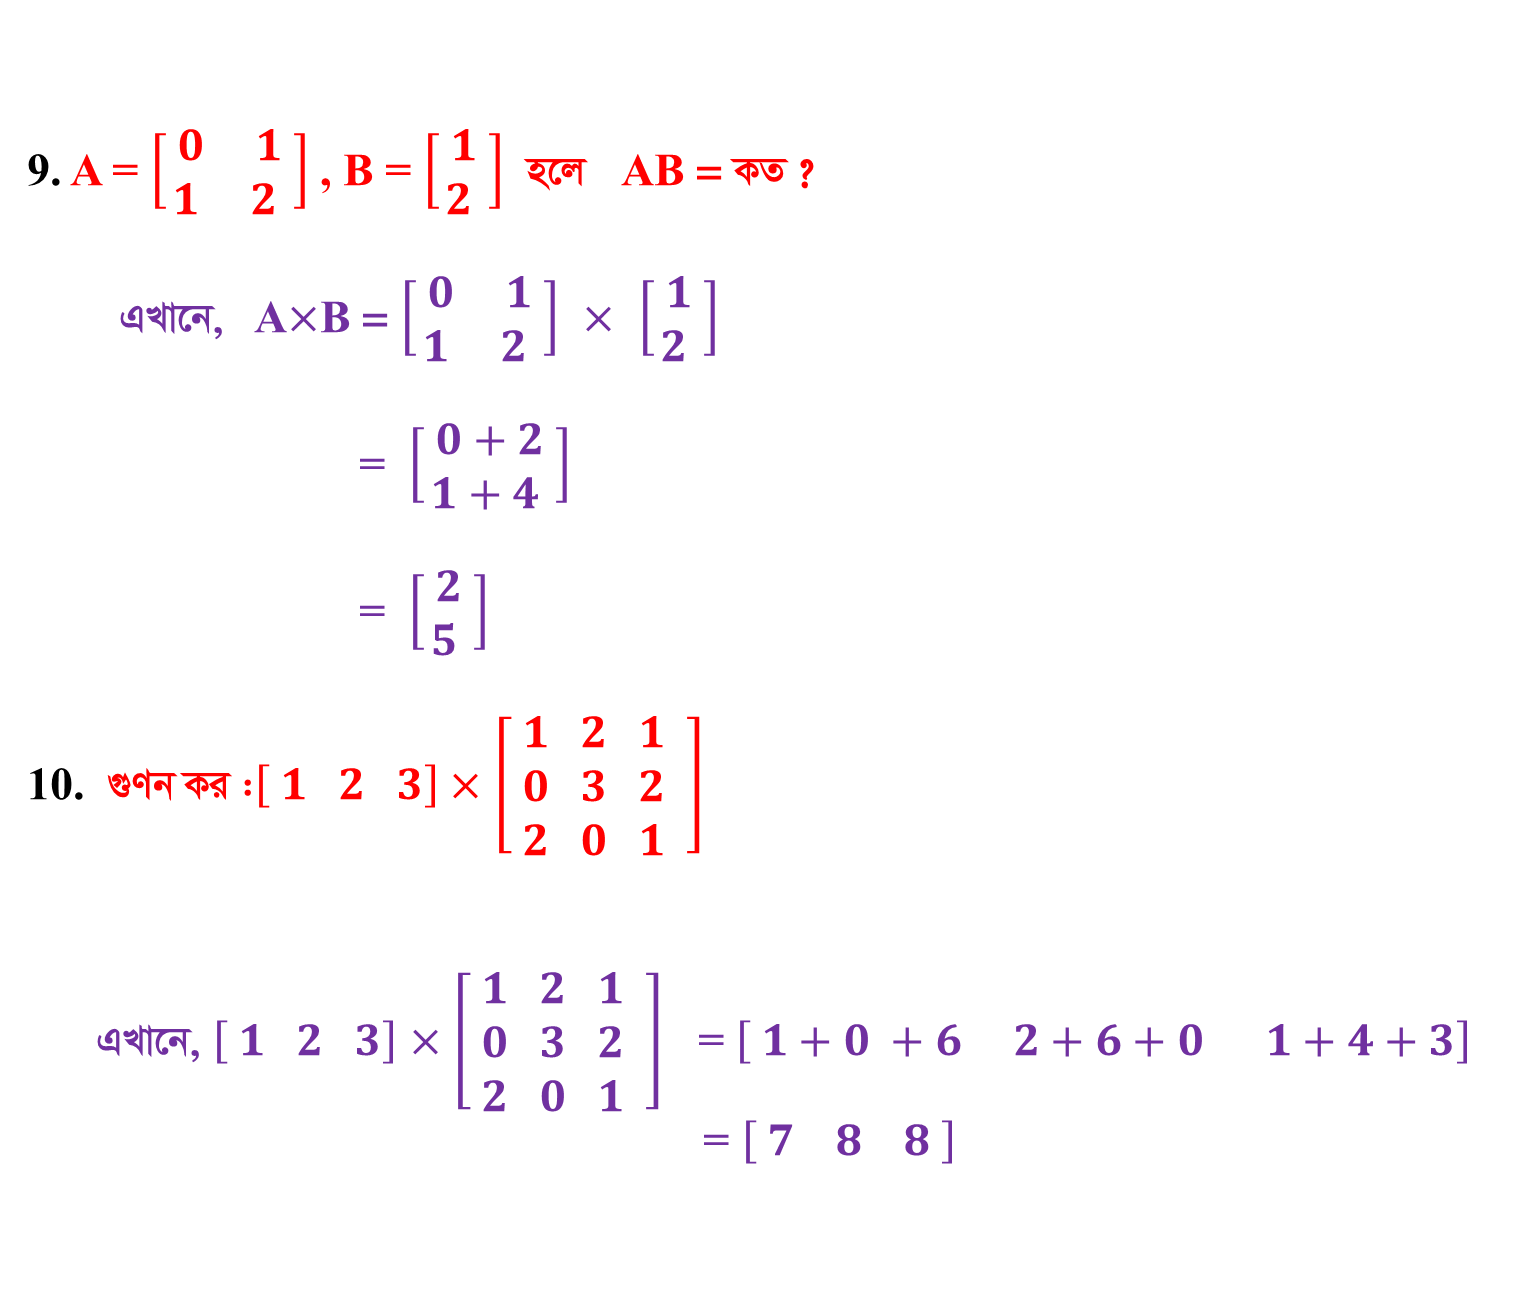 9. A = [0 1; 1 2], B = [1; 2] হলে AB = কত ?
এখানে, A×B = [0 1; 1 2] × [1; 2]
= [0 + 2; 1 + 4]
= [2; 5]
10. গুণন কর :[ 1 2 3] × [1 2 1; 0 3 2; 2 0 1]
এখানে, [ 1 2 3] × [1 2 1; 0 3 2; 2 0 1] = [ 1 + 0 + 6 2 + 6 + 0 1 + 4 + 3]
= [ 7 8 8 ]